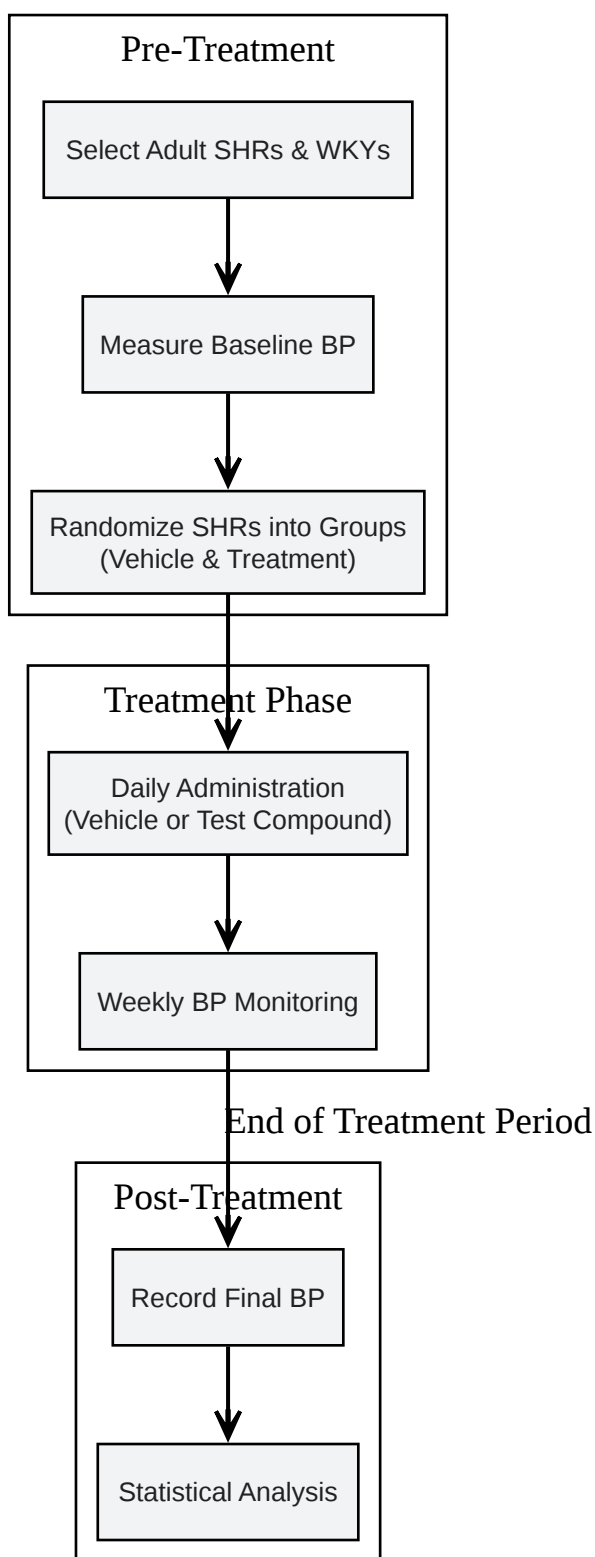 Pre-Treatment
Select Adult SHRs & WKYs
Measure Baseline BP
Randomize SHRs into Groups
(Vehicle & Treatment)
Treatment Phase
Daily Administration
(Vehicle or Test Compound)
Weekly BP Monitoring
End of Treatment Period
Post-Treatment
Record Final BP
Statistical Analysis